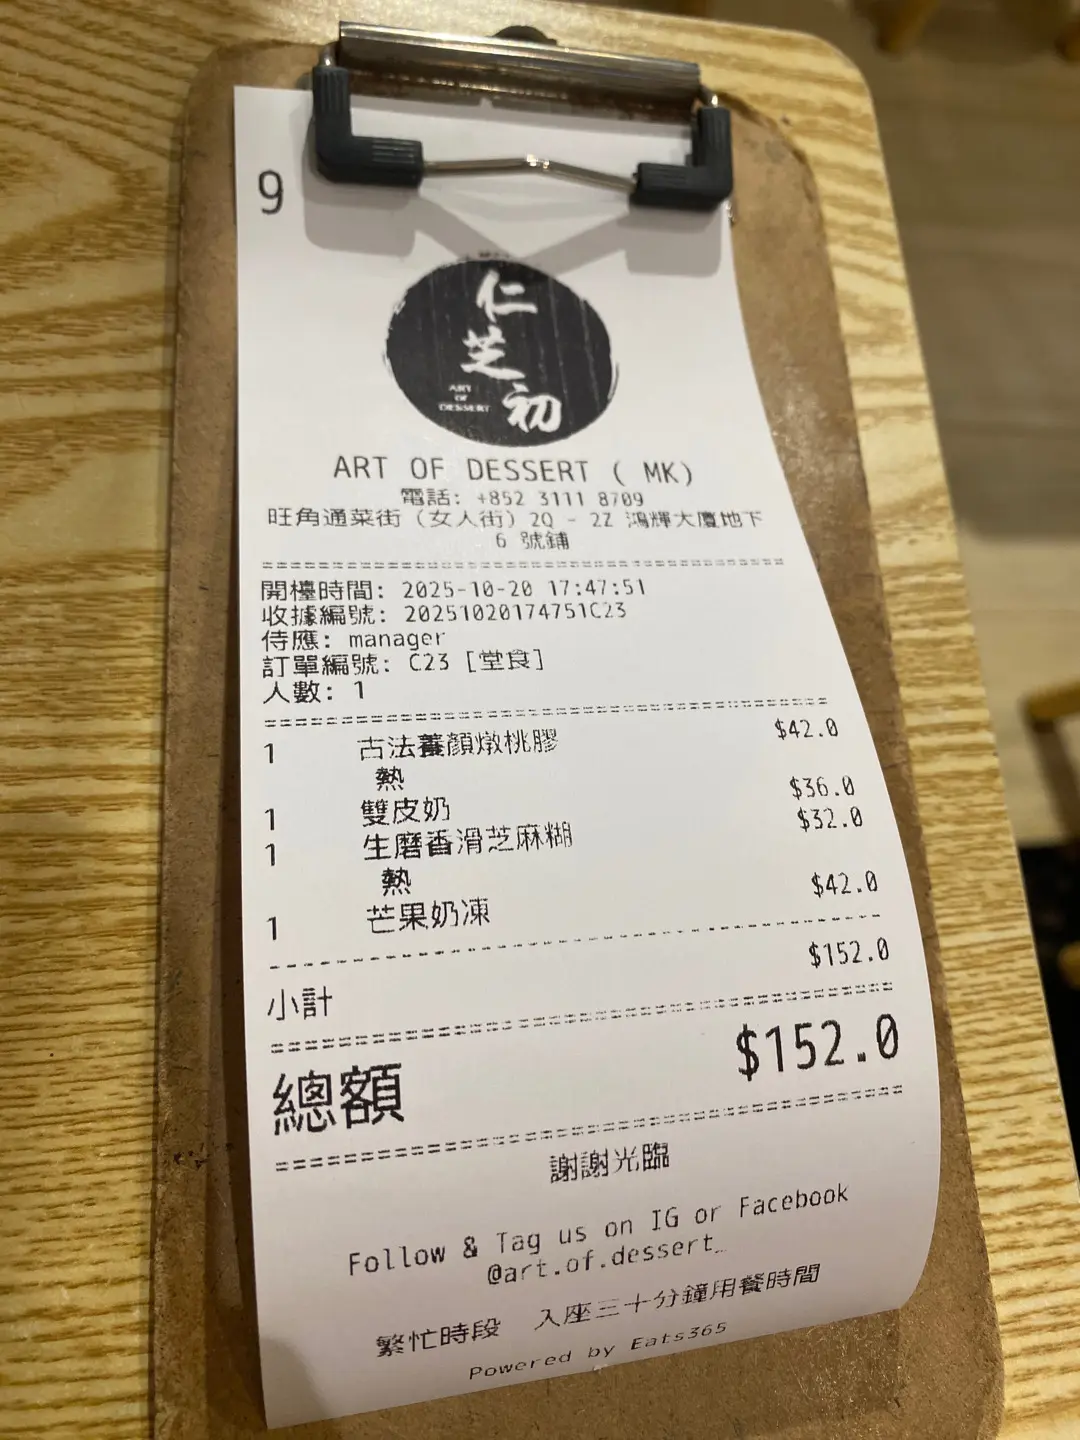 9
仁
芝
初
ART
OF
DESSERT
ART OF DESSERT ( MK)
電話: +852 3111 8709
旺角通菜街 (女人街) 2Q - 2Z 鴻輝大廈地下
6 號鋪
開檯時間: 2025-10-20 17:47:51
收據編號: 20251020174751C23
侍應: manager
訂單編號: C23 [堂食]
人數: 1
1 古法養顏燉桃膠 $42.0
熱
1 雙皮奶 $36.0
1 生磨香滑芝麻糊 $32.0
熱
1 芒果奶凍 $42.0
小計 $152.0
總額 $152.0
謝謝光臨
Follow & Tag us on IG or Facebook
@art.of.dessert_
繁忙時段 入座三十分鐘用餐時間
Powered by Eats365